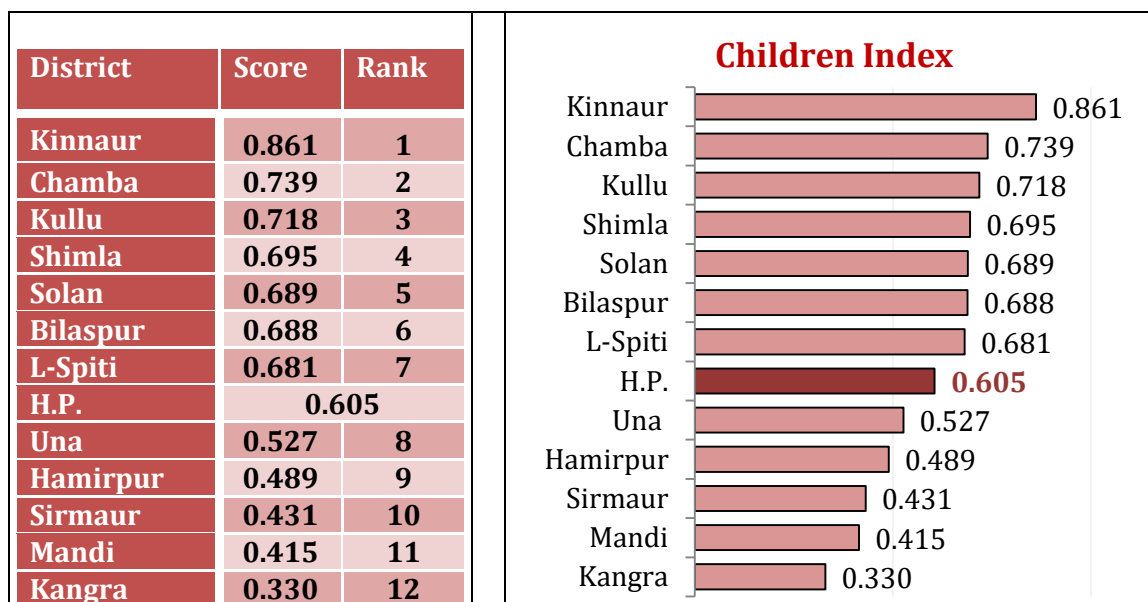 District Score Rank
Kinnaur 0.861 1
Chamba 0.739 2
Kullu 0.718 3
Shimla 0.695 4
Solan 0.689 5
Bilaspur 0.688 6
L-Spiti 0.681 7
H.P. 0.605
Una 0.527 8
Hamirpur 0.489 9
Sirmaur 0.431 10
Mandi 0.415 11
Kangra 0.330 12
Children Index
Kinnaur 0.861
Chamba 0.739
Kullu 0.718
Shimla 0.695
Solan 0.689
Bilaspur 0.688
L-Spiti 0.681
H.P. 0.605
Una 0.527
Hamirpur 0.489
Sirmaur 0.431
Mandi 0.415
Kangra 0.330